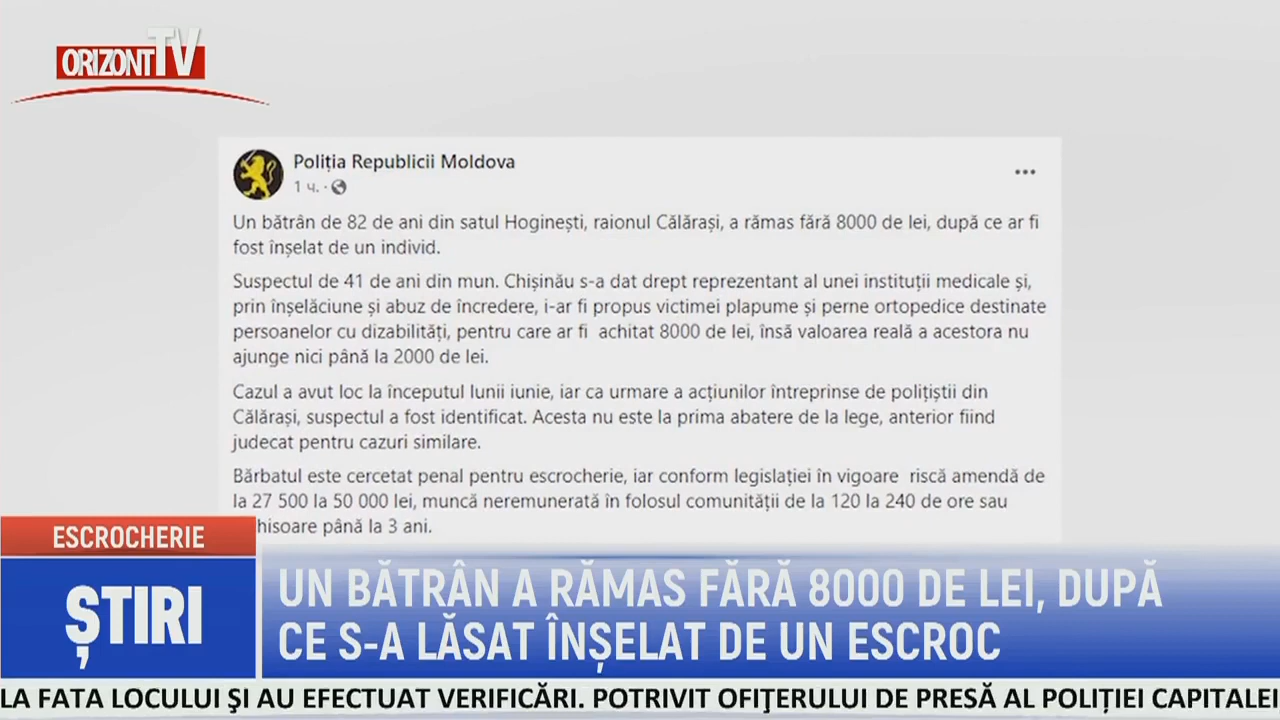 ORIZONT TV
Poliția Republicii Moldova
1 ч. ·
Un bătrân de 82 de ani din satul Hoginești, raionul Călărași, a rămas fără 8000 de lei, după ce ar fi
fost înșelat de un individ.
Suspectul de 41 de ani din mun. Chișinău s-a dat drept reprezentant al unei instituții medicale și,
prin înșelăciune și abuz de încredere, i-ar fi propus victimei plapume și perne ortopedice destinate
persoanelor cu dizabilități, pentru care ar fi achitat 8000 de lei, însă valoarea reală a acestora nu
ajunge nici până la 2000 de lei.
Cazul a avut loc la începutul lunii iunie, iar ca urmare a acțiunilor întreprinse de polițiștii din
Călărași, suspectul a fost identificat. Acesta nu este la prima abatere de la lege, anterior fiind
judecat pentru cazuri similare.
Bărbatul este cercetat penal pentru escrocherie, iar conform legislației în vigoare riscă amendă de
la 27 500 la 50 000 lei, muncă neremunerată în folosul comunității de la 120 la 240 de ore sau
hisoare până la 3 ani.
ESCROCHERIE
ȘTIRI
UN BĂTRÂN A RĂMAS FĂRĂ 8000 DE LEI, DUPĂ
CE S-A LĂSAT ÎNȘELAT DE UN ESCROC
LA FATA LOCULUI ŞI AU EFECTUAT VERIFICĂRI. POTRIVIT OFIŢERULUI DE PRESĂ AL POLIȚIEI CAPITALEI